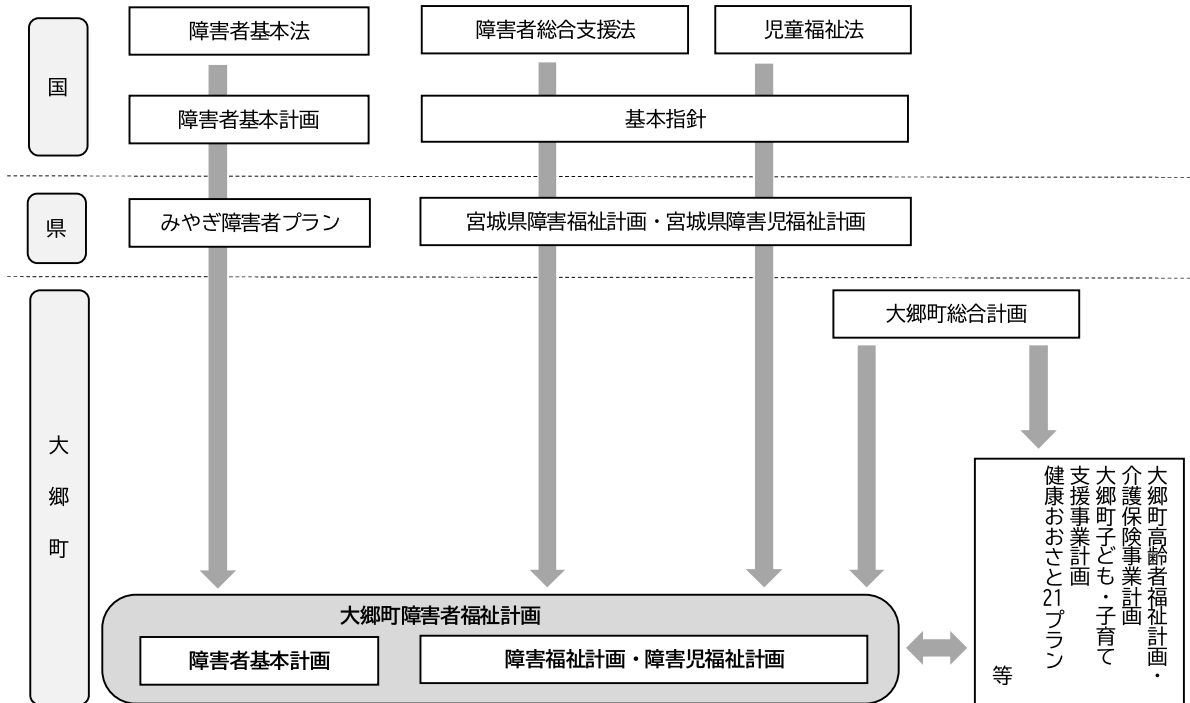 国
障害者基本法
障害者総合支援法
児童福祉法
障害者基本計画
基本指針
県
みやぎ障害者プラン
宮城県障害福祉計画・宮城県障害児福祉計画
大郷町
大郷町総合計画
大郷町高齢者福祉計画・
介護保険事業計画
大郷町子ども・子育て
支援事業計画
健康おおさと21プラン
等
大郷町障害者福祉計画
障害者基本計画
障害福祉計画・障害児福祉計画